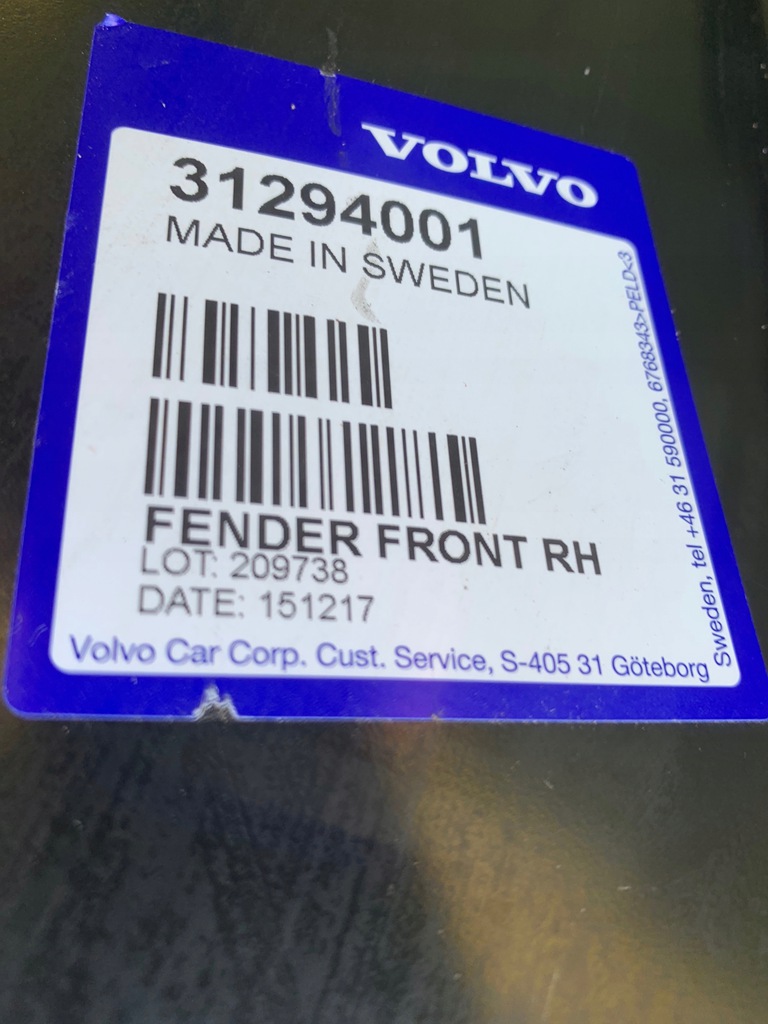 VOLVO
31294001
MADE IN SWEDEN
FENDER FRONT RH
LOT: 209738
DATE: 151217
Volvo Car Corp. Cust. Service, S-405 31 Göteborg
Sweden, tel +46 31 590000, 6768343>PELD<3